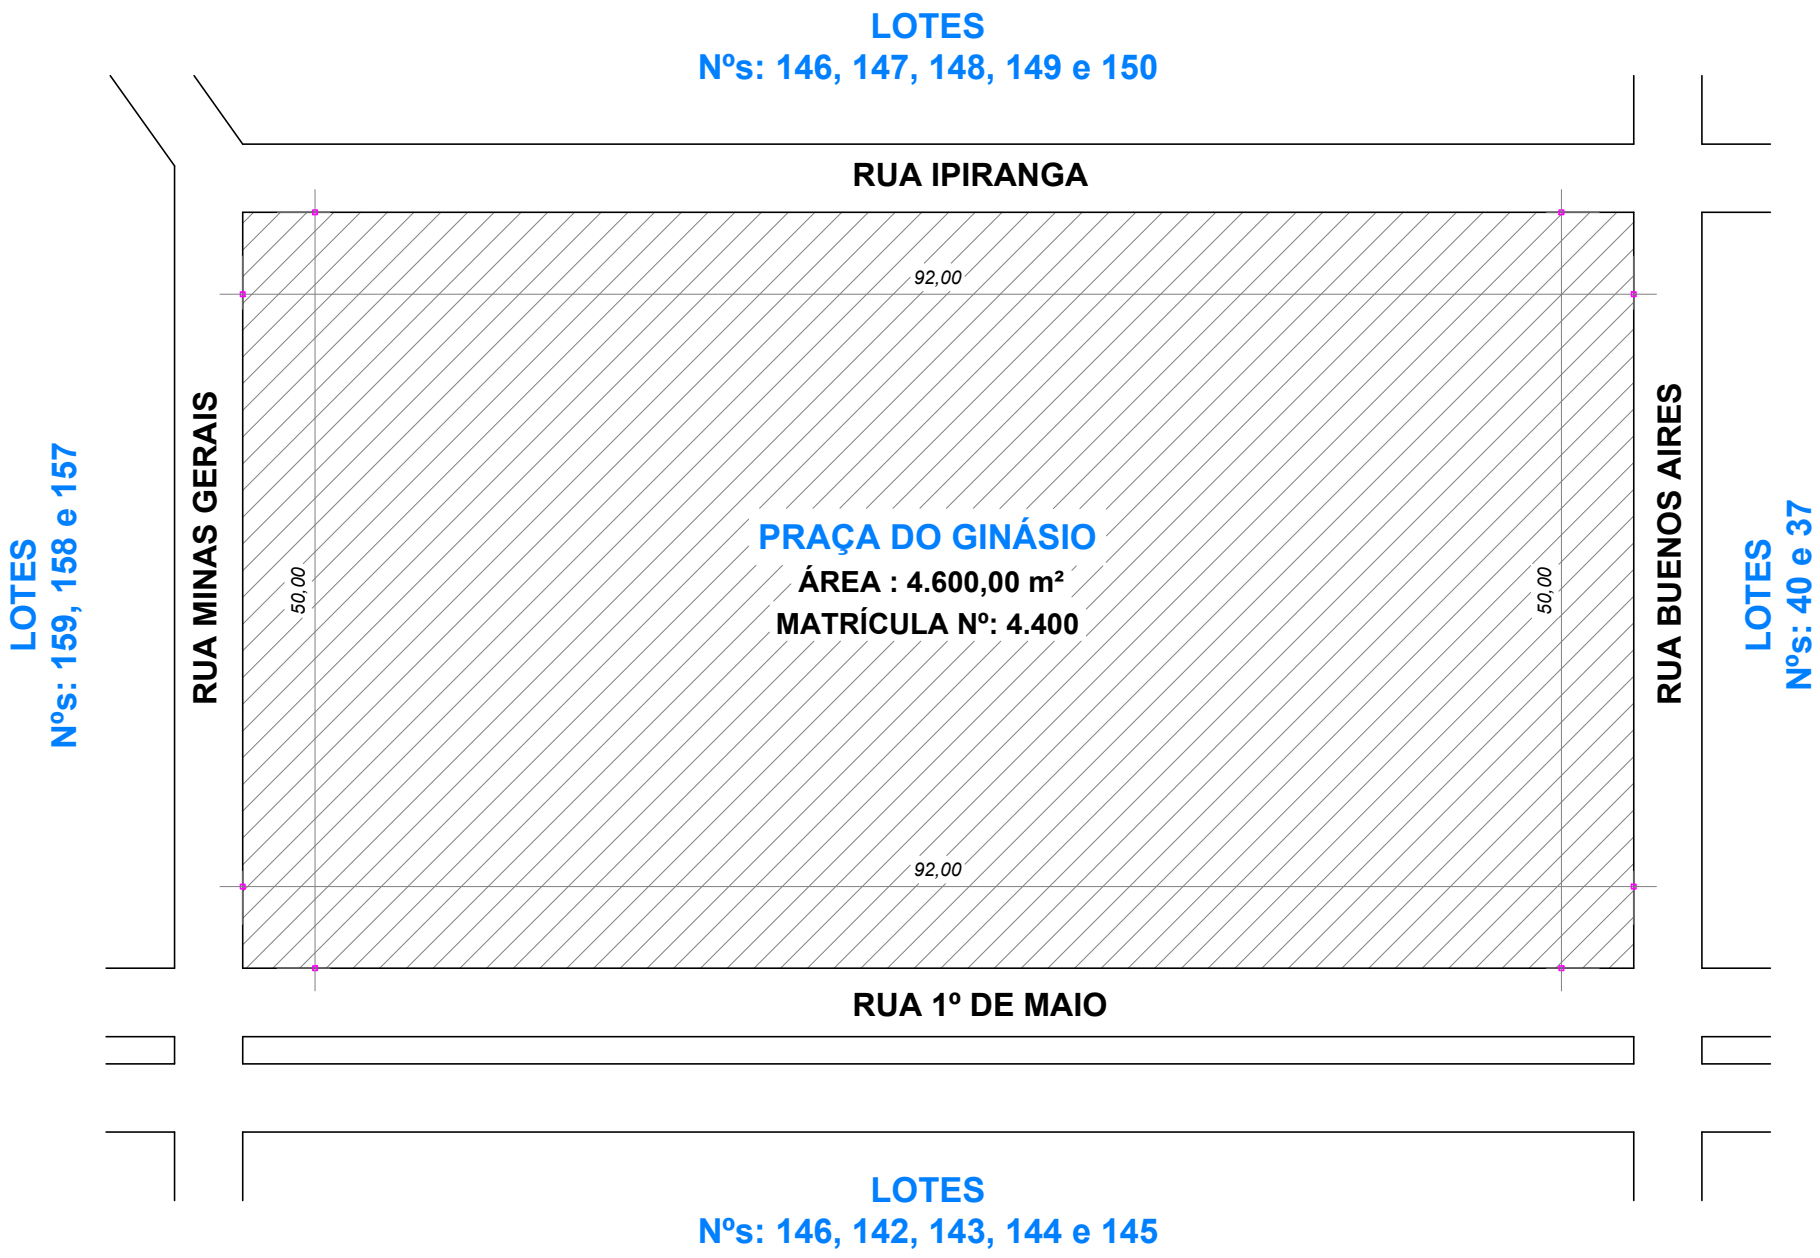 LOTES
Nºs: 146, 147, 148, 149 e 150
RUA IPIRANGA
92,00
RUA MINAS GERAIS
LOTES
Nºs: 159, 158 e 157
50,00
PRAÇA DO GINÁSIO
ÁREA : 4.600,00 m²
MATRÍCULA Nº: 4.400
50,00
RUA BUENOS AIRES
LOTES
Nºs: 40 e 37
92,00
RUA 1º DE MAIO
LOTES
Nºs: 146, 142, 143, 144 e 145